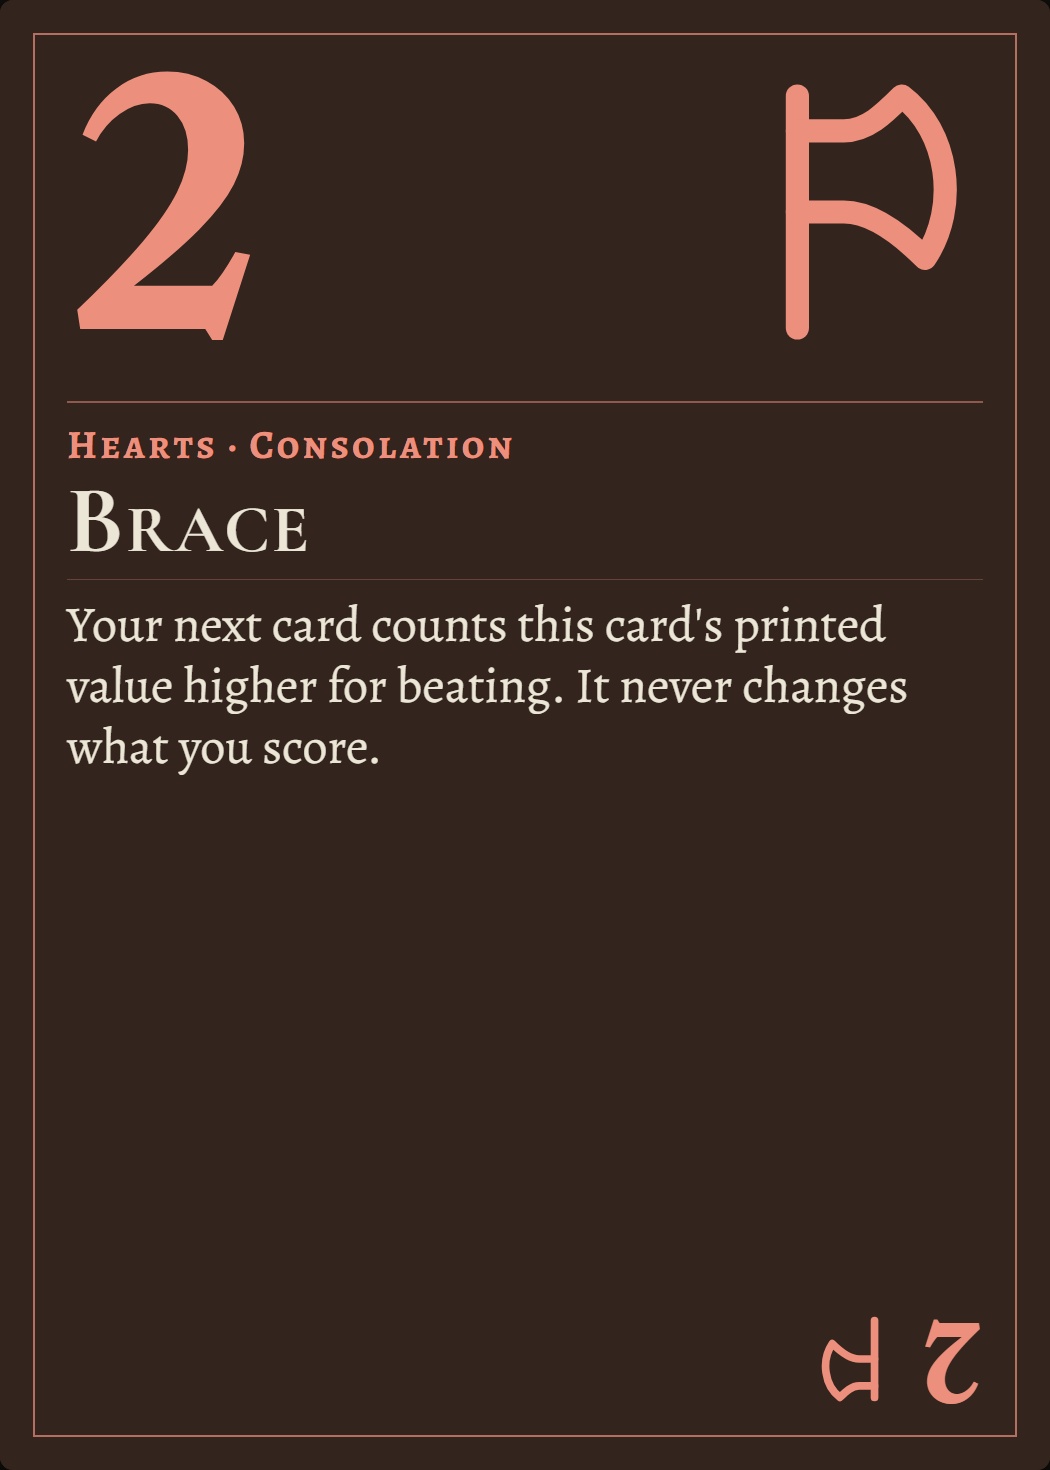 2
Hearts · Consolation
Brace
Your next card counts this card's printed
value higher for beating. It never changes
what you score.
2